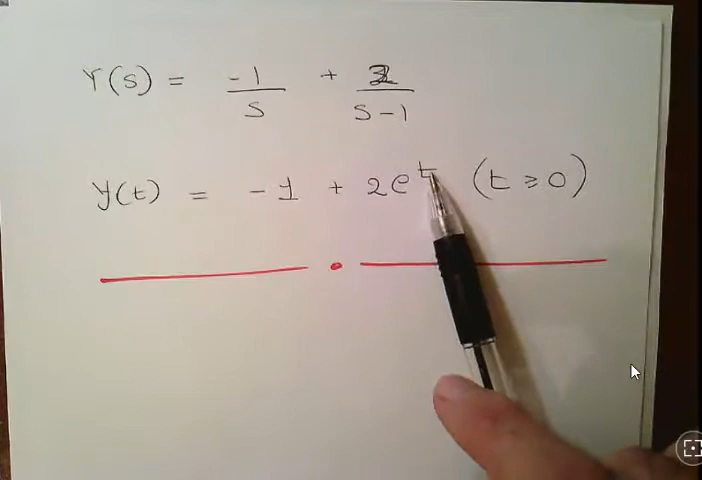 Y(s) = -1/s + 2/(s-1)
y(t) = -1 + 2e^t (t ≥ 0)